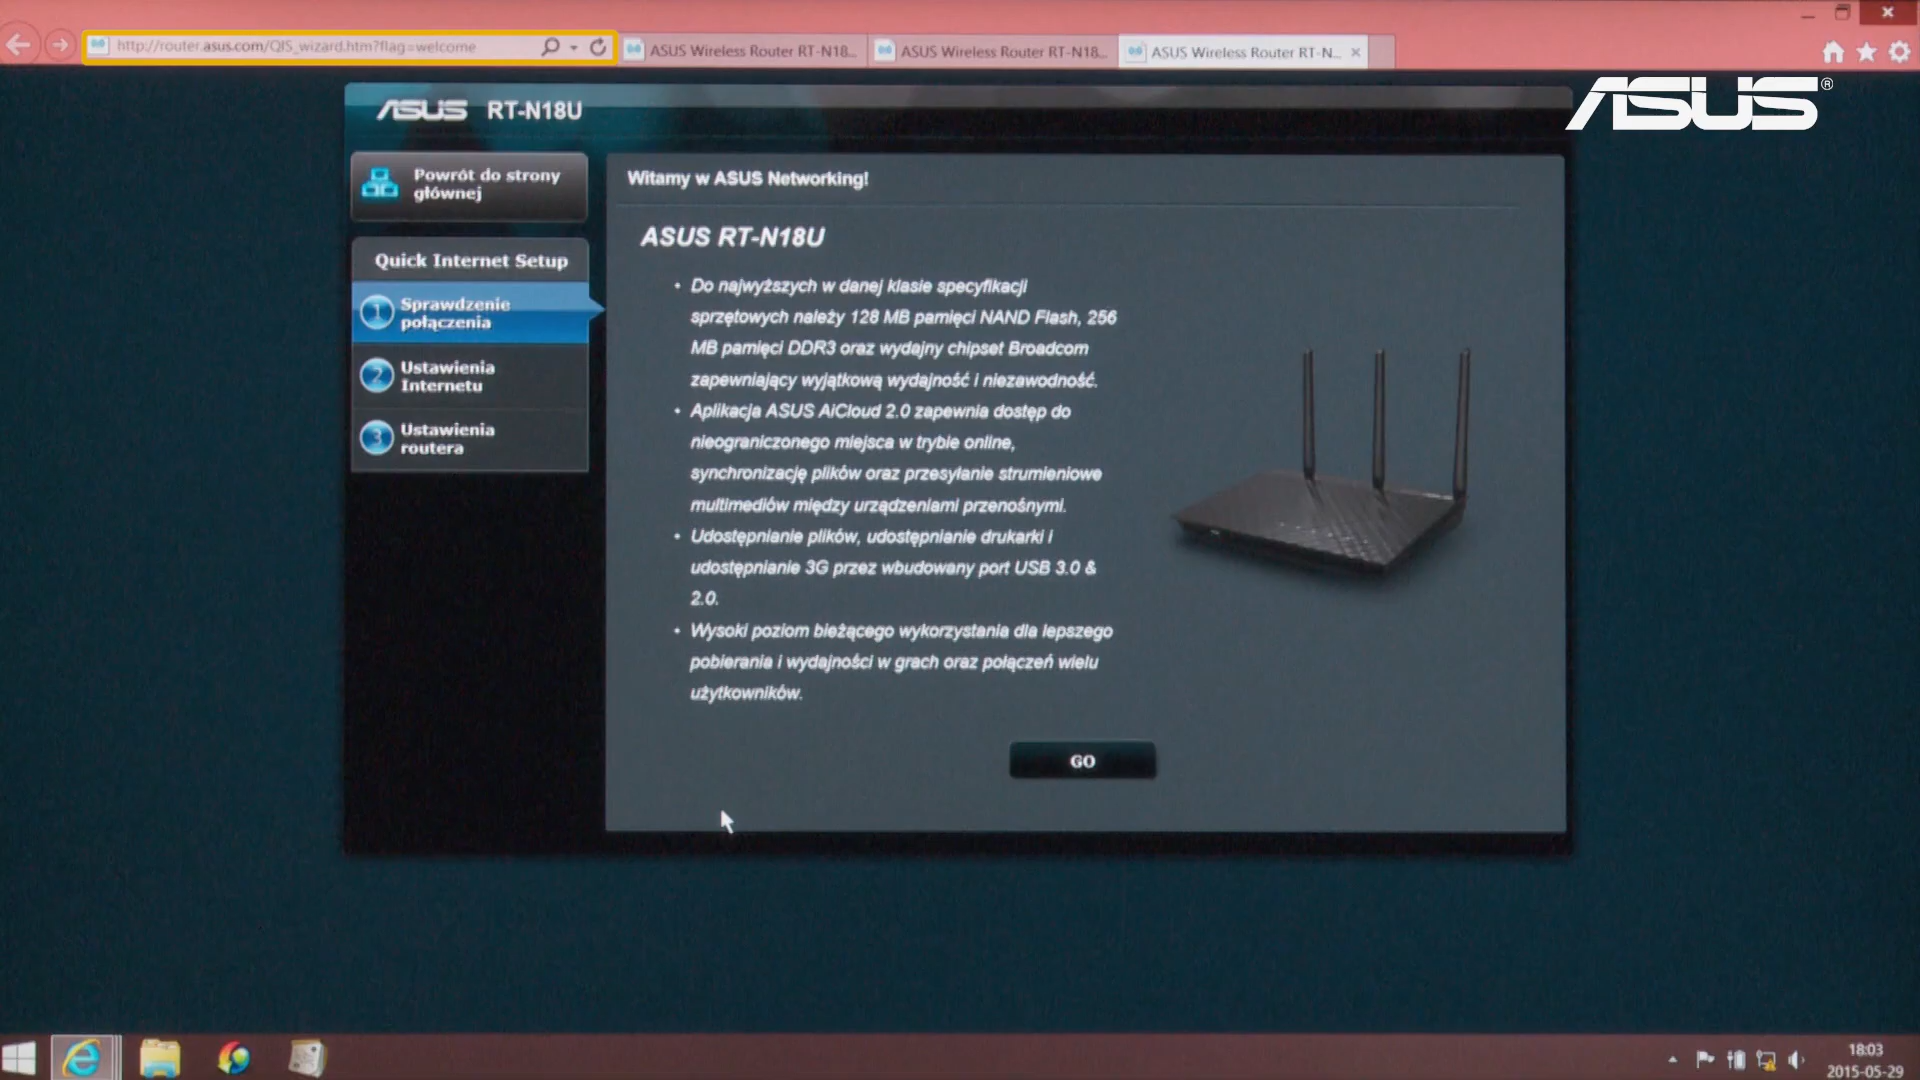 http://router.asus.com/QIS_wizard.htm?flag=welcome
ASUS Wireless Router RT-N18...
ASUS Wireless Router RT-N18...
ASUS Wireless Router RT-N...
ASUS®
ASUS RT-N18U
Powrót do strony
głównej
Quick Internet Setup
1 Sprawdzenie
połączenia
2 Ustawienia
Internetu
3 Ustawienia
routera
Witamy w ASUS Networking!
ASUS RT-N18U
• Do najwyższych w danej klasie specyfikacji
sprzętowych należy 128 MB pamięci NAND Flash, 256
MB pamięci DDR3 oraz wydajny chipset Broadcom
zapewniający wyjątkową wydajność i niezawodność.
• Aplikacja ASUS AiCloud 2.0 zapewnia dostęp do
nieograniczonego miejsca w trybie online,
synchronizację plików oraz przesyłanie strumieniowe
multimediów między urządzeniami przenośnymi.
• Udostępnianie plików, udostępnianie drukarki i
udostępnianie 3G przez wbudowany port USB 3.0 &
2.0.
• Wysoki poziom bieżącego wykorzystania dla lepszego
pobierania i wydajności w grach oraz połączeń wielu
użytkowników.
GO
18:03
2015-05-29